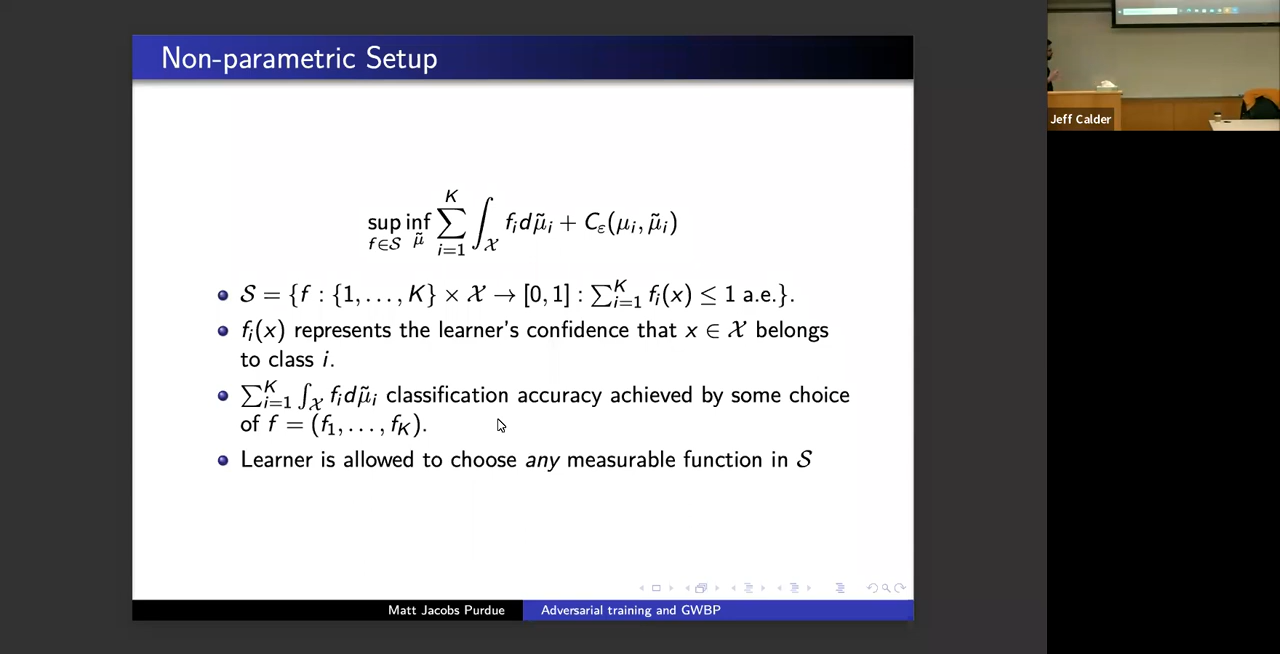 Non-parametric Setup
sup inf ∑ ∫ f_i dμ̃_i + C_ε(μ_i, μ̃_i)
f∈𝒮 μ̃ i=1 K 𝒳
𝒮 = {f : {1, . . . , K} × 𝒳 → [0, 1] : ∑_{i=1}^K f_i(x) ≤ 1 a.e.}.
f_i(x) represents the learner's confidence that x ∈ 𝒳 belongs
to class i.
∑_{i=1}^K ∫_𝒳 f_i dμ̃_i classification accuracy achieved by some choice
of f = (f_1, . . . , f_K).
Learner is allowed to choose any measurable function in 𝒮
Matt Jacobs Purdue
Adversarial training and GWBP
Jeff Calder